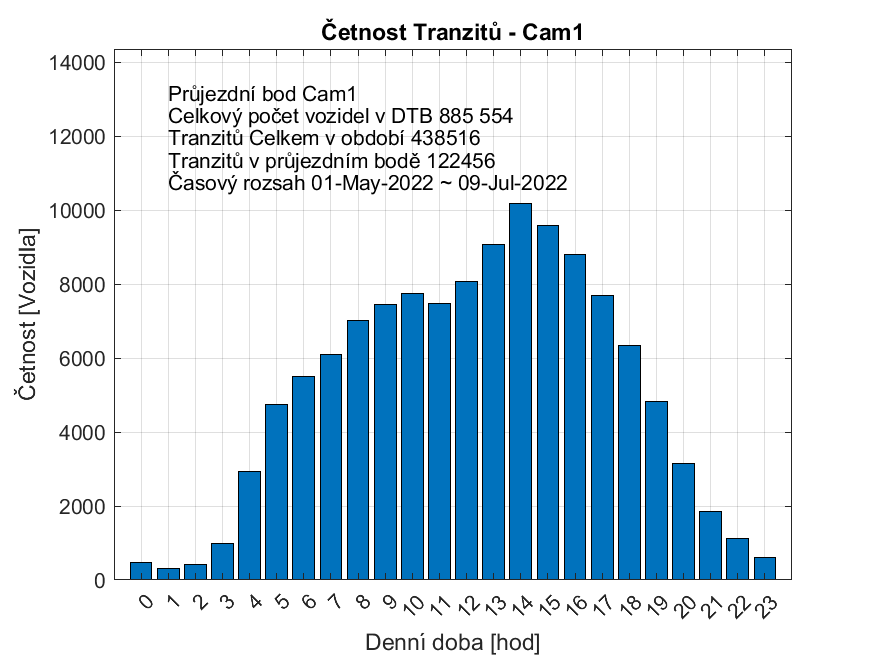 Četnost Tranzitů - Cam1
14000
12000
10000
8000
6000
4000
2000
0
Četnost [Vozidla]
Průjezdní bod Cam1
Celkový počet vozidel v DTB 885 554
Tranzitů Celkem v období 438516
Tranzitů v průjezdním bodě 122456
Časový rozsah 01-May-2022 ~ 09-Jul-2022
0 1 2 3 4 5 6 7 8 9 10 11 12 13 14 15 16 17 18 19 20 21 22 23
Denní doba [hod]